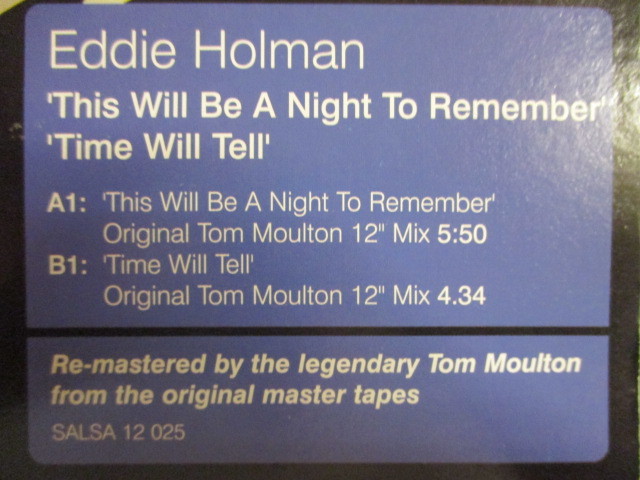 Eddie Holman
'This Will Be A Night To Remember'
'Time Will Tell'
A1: 'This Will Be A Night To Remember'
Original Tom Moulton 12" Mix 5:50
B1: 'Time Will Tell'
Original Tom Moulton 12" Mix 4.34
Re-mastered by the legendary Tom Moulton
from the original master tapes
SALSA 12 025